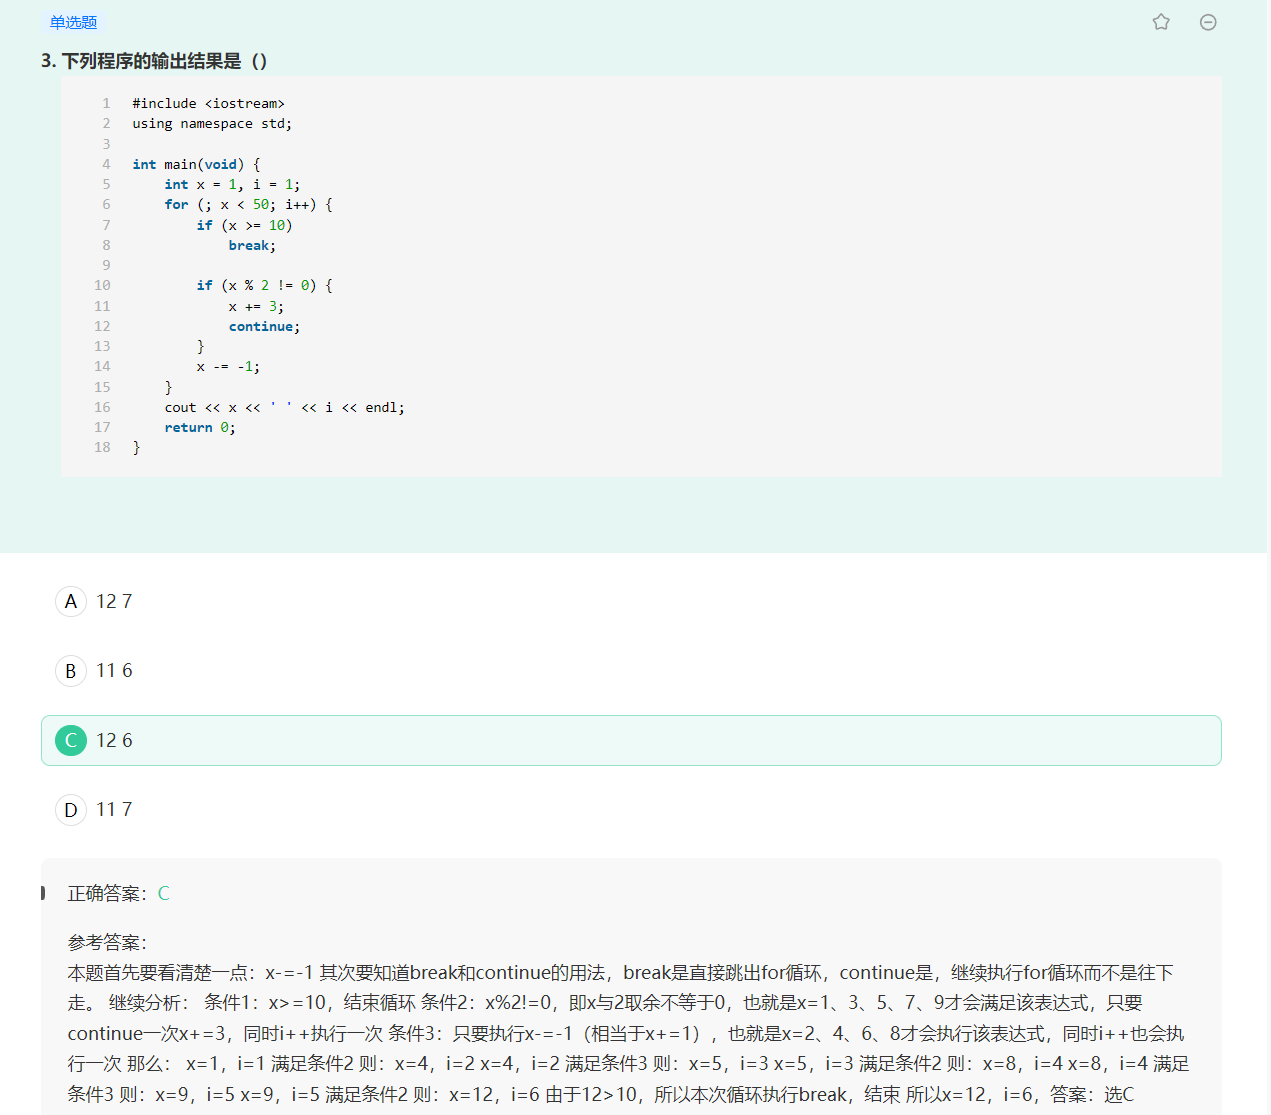 单选题
3. 下列程序的输出结果是（）
1 #include <iostream>
2 using namespace std;
3
4 int main(void) {
5     int x = 1, i = 1;
6     for (; x < 50; i++) {
7         if (x >= 10)
8             break;
9
10         if (x % 2 != 0) {
11             x += 3;
12             continue;
13         }
14         x -= -1;
15     }
16     cout << x << ' ' << i << endl;
17     return 0;
18 }
A 12 7
B 11 6
C 12 6
D 11 7
正确答案：C
参考答案：
本题首先要看清楚一点：x-=-1 其次要知道break和continue的用法，break是直接跳出for循环，continue是，继续执行for循环而不是往下
走。 继续分析： 条件1：x>=10，结束循环 条件2：x%2!=0，即x与2取余不等于0，也就是x=1、3、5、7、9才会满足该表达式，只要
continue一次x+=3，同时i++执行一次 条件3：只要执行x-=-1（相当于x+=1），也就是x=2、4、6、8才会执行该表达式，同时i++也会执
行一次 那么： x=1，i=1 满足条件2 则：x=4，i=2 x=4，i=2 满足条件3 则：x=5，i=3 x=5，i=3 满足条件2 则：x=8，i=4 x=8，i=4 满足
条件3 则：x=9，i=5 x=9，i=5 满足条件2 则：x=12，i=6 由于12>10，所以本次循环执行break，结束 所以x=12，i=6，答案：选C